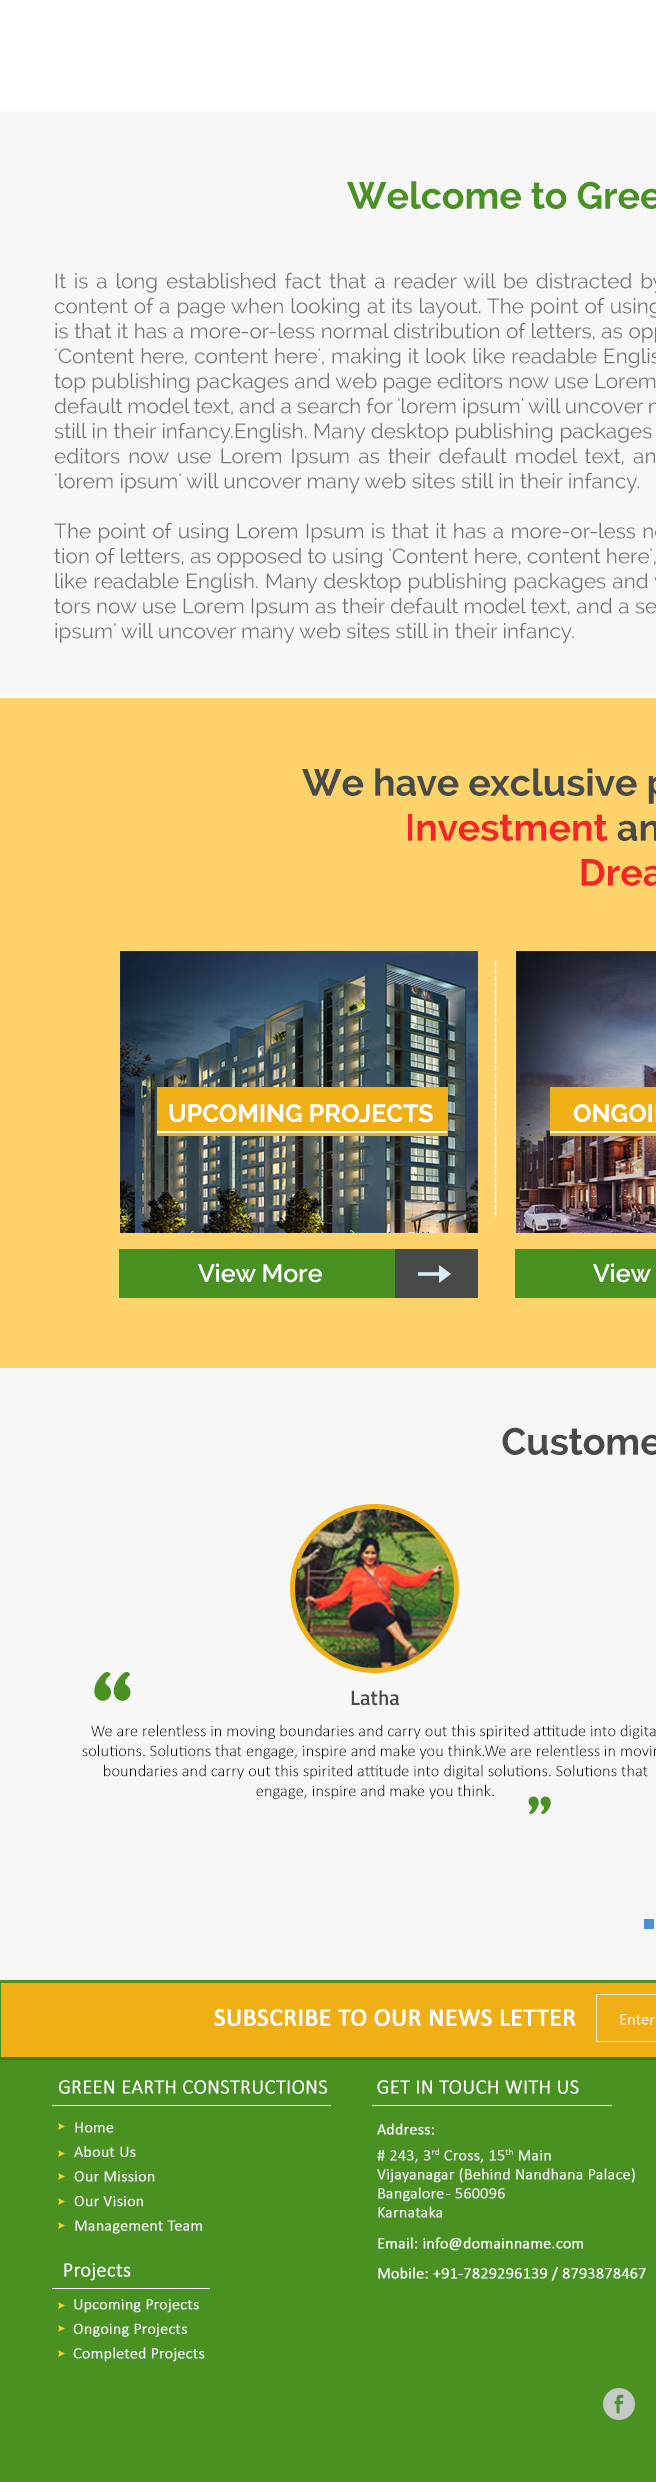 Welcome to Gree
It is a long established fact that a reader will be distracted by
content of a page when looking at its layout. The point of using
is that it has a more-or-less normal distribution of letters, as opp
'Content here, content here', making it look like readable Englis
top publishing packages and web page editors now use Lorem
default model text, and a search for 'lorem ipsum' will uncover
still in their infancy.English. Many desktop publishing packages
editors now use Lorem Ipsum as their default model text, an
'lorem ipsum' will uncover many web sites still in their infancy.
The point of using Lorem Ipsum is that it has a more-or-less n
tion of letters, as opposed to using 'Content here, content here',
like readable English. Many desktop publishing packages and
tors now use Lorem Ipsum as their default model text, and a se
ipsum' will uncover many web sites still in their infancy.
We have exclusive p
Investment an
Drea
UPCOMING PROJECTS
ONGOI
View More
View
Custome
Latha
We are relentless in moving boundaries and carry out this spirited attitude into digita
solutions. Solutions that engage, inspire and make you think.We are relentless in movin
boundaries and carry out this spirited attitude into digital solutions. Solutions that
engage, inspire and make you think.
SUBSCRIBE TO OUR NEWS LETTER
Enter
GREEN EARTH CONSTRUCTIONS
Home
About Us
Our Mission
Our Vision
Management Team
Projects
Upcoming Projects
Ongoing Projects
Completed Projects
GET IN TOUCH WITH US
Address:
# 243, 3rd Cross, 15th Main
Vijayanagar (Behind Nandhana Palace)
Bangalore- 560096
Karnataka
Email: info@domainname.com
Mobile: +91-7829296139 / 8793878467